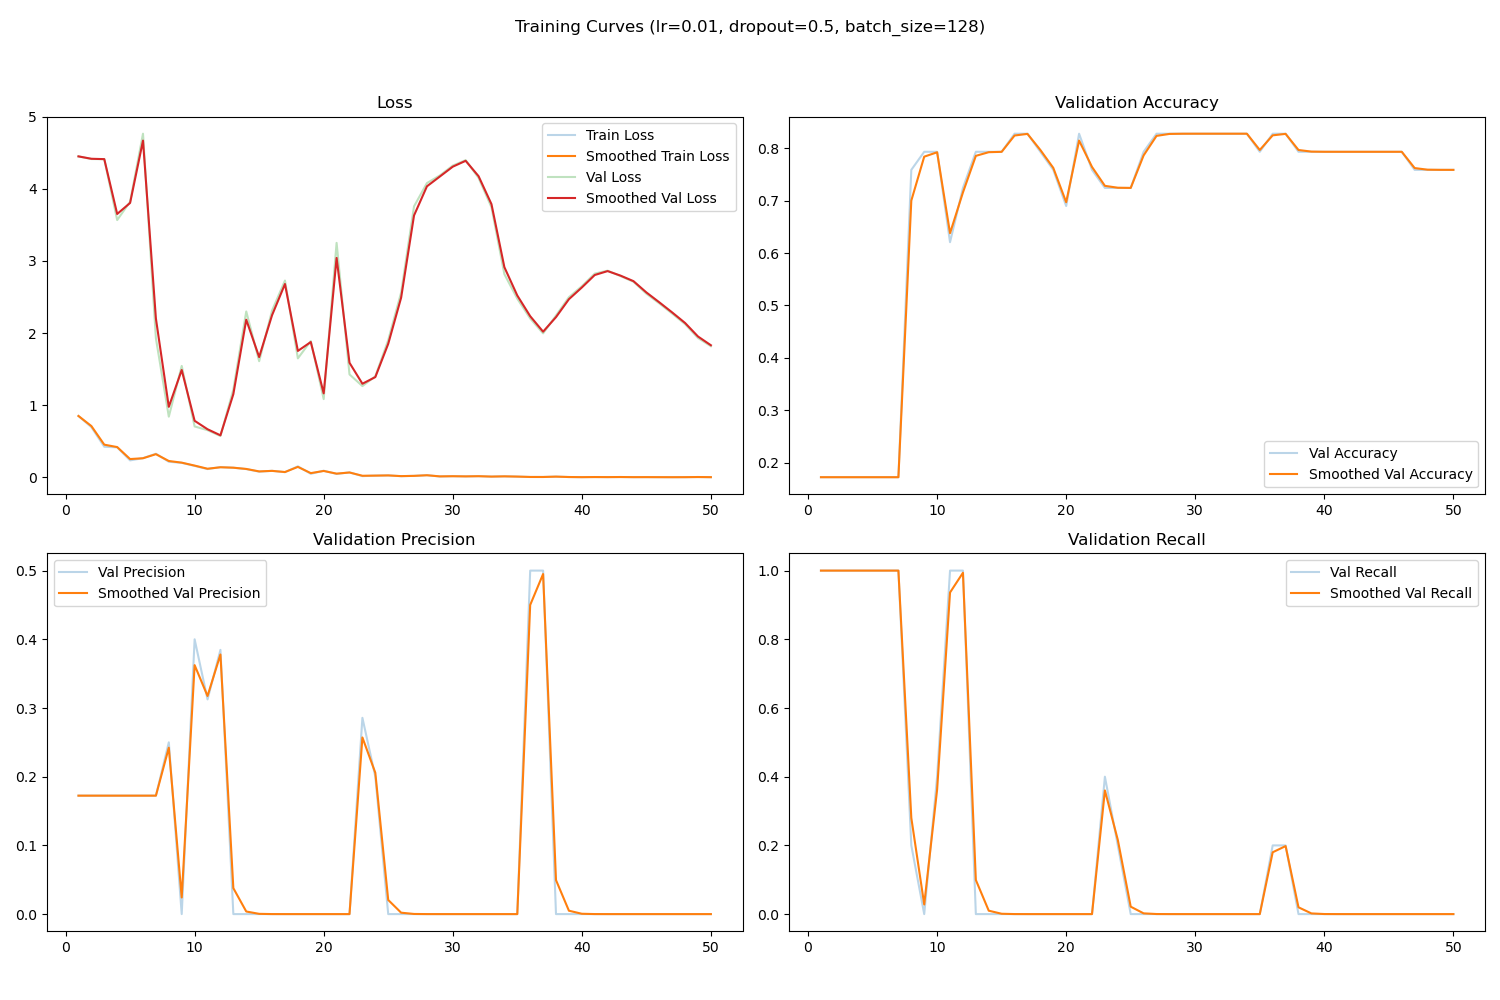 Training Curves (lr=0.01, dropout=0.5, batch_size=128)
Loss
5
4
3
2
1
0
0 10 20 30 40 50
Train Loss
Smoothed Train Loss
Val Loss
Smoothed Val Loss
Validation Accuracy
0.8
0.7
0.6
0.5
0.4
0.3
0.2
0 10 20 30 40 50
Val Accuracy
Smoothed Val Accuracy
Validation Precision
0.5
0.4
0.3
0.2
0.1
0.0
0 10 20 30 40 50
Val Precision
Smoothed Val Precision
Validation Recall
1.0
0.8
0.6
0.4
0.2
0.0
0 10 20 30 40 50
Val Recall
Smoothed Val Recall